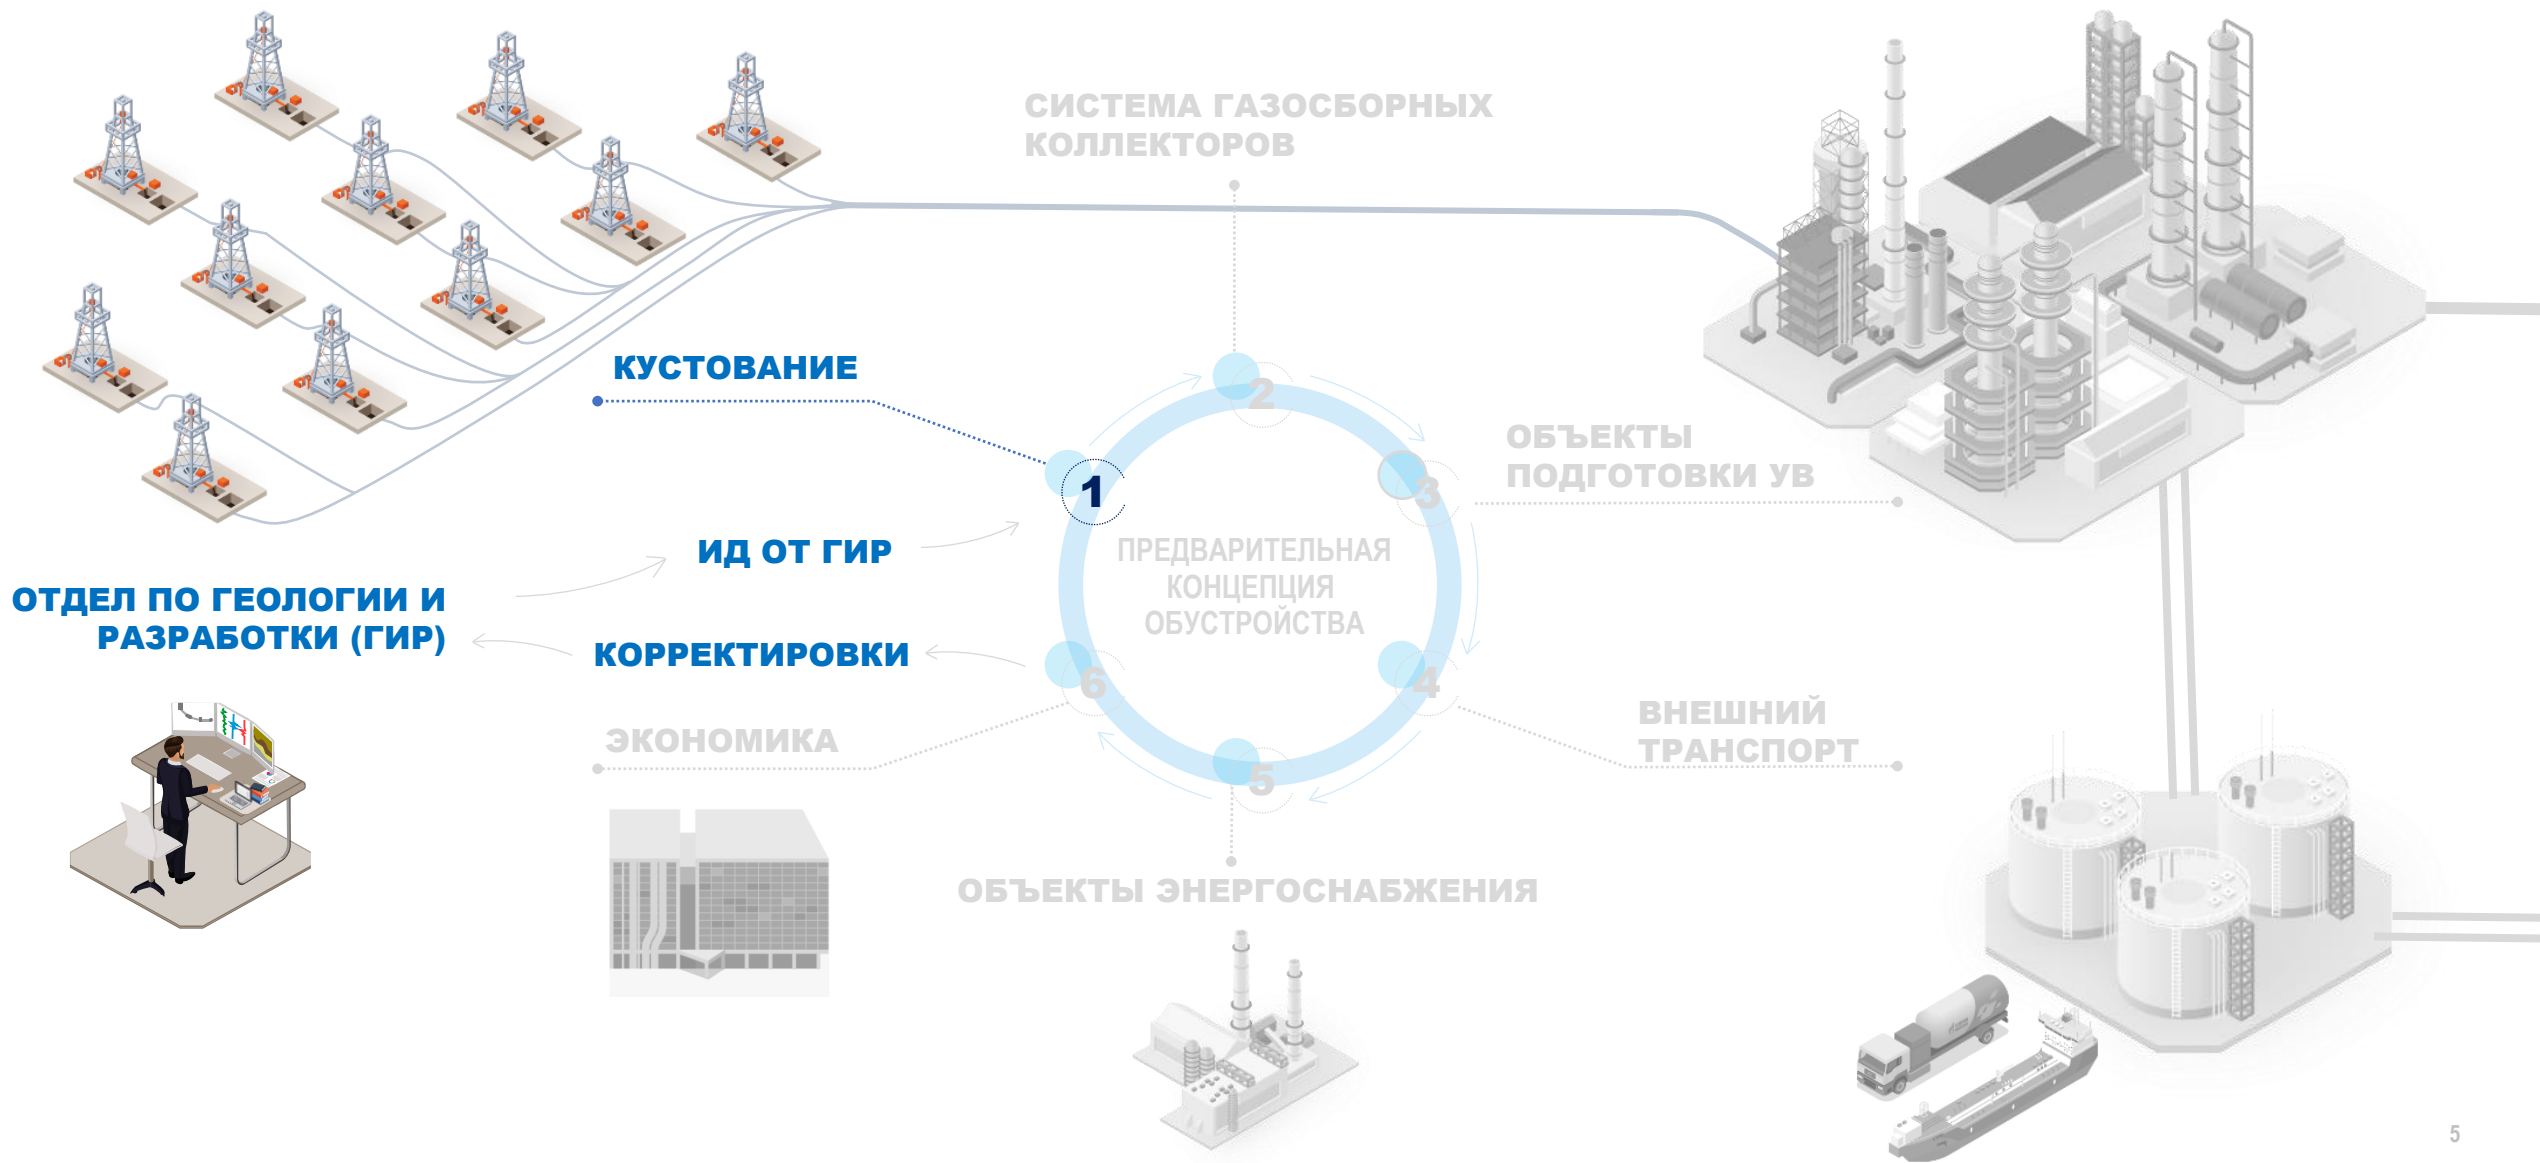 СИСТЕМА ГАЗОСБОРНЫХ
КОЛЛЕКТОРОВ
КУСТОВАНИЕ
2
1
3
ОБЪЕКТЫ
ПОДГОТОВКИ УВ
ИД ОТ ГИР
ПРЕДВАРИТЕЛЬНАЯ
КОНЦЕПЦИЯ
ОБУСТРОЙСТВА
ОТДЕЛ ПО ГЕОЛОГИИ И
РАЗРАБОТКИ (ГИР)
КОРРЕКТИРОВКИ
6
4
ЭКОНОМИКА
ВНЕШНИЙ
ТРАНСПОРТ
5
ОБЪЕКТЫ ЭНЕРГОСНАБЖЕНИЯ
5